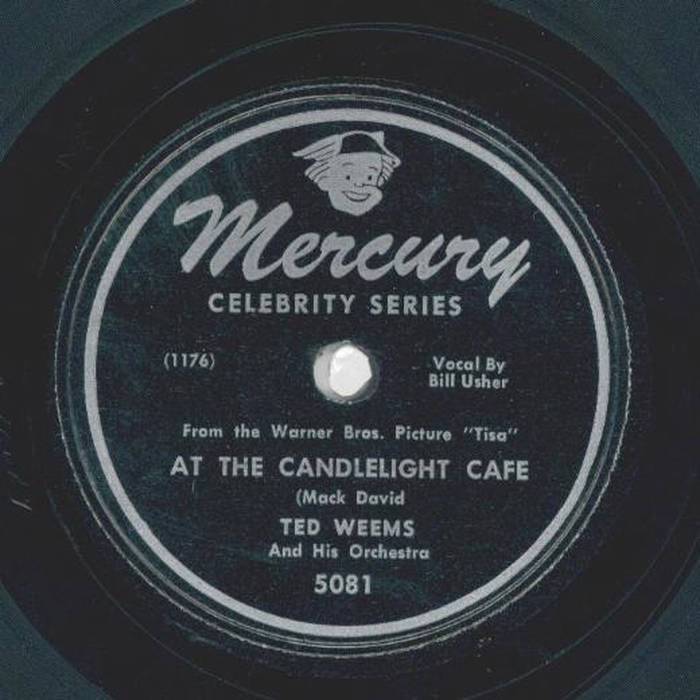 Mercury
CELEBRITY SERIES
(1176)
Vocal By
Bill Usher
From the Warner Bros. Picture "Tisa"
AT THE CANDLELIGHT CAFE
(Mack David
TED WEEMS
And His Orchestra
5081